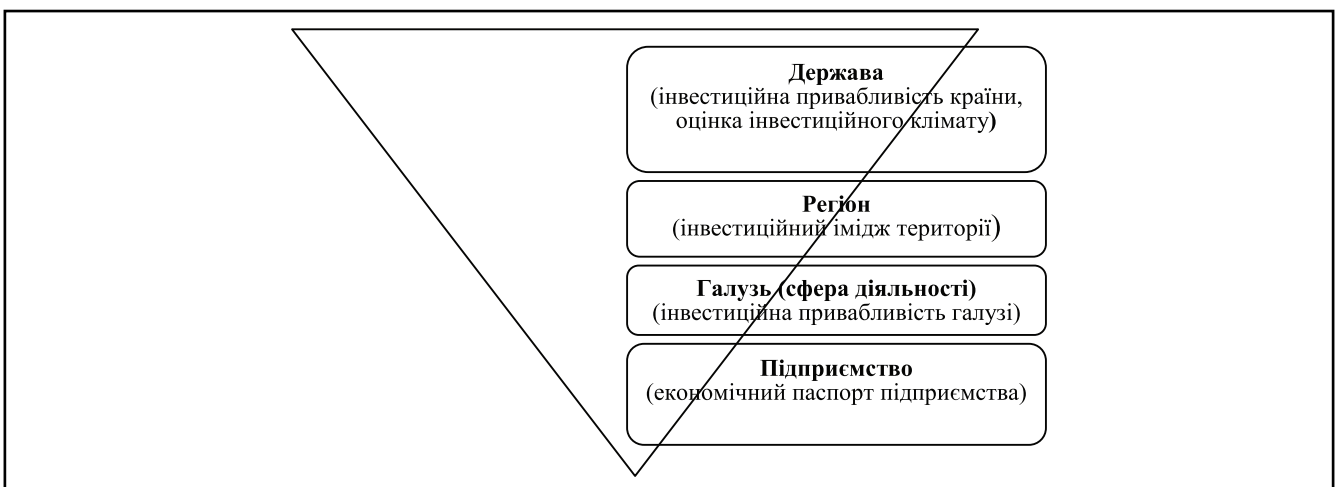 Держава
(інвестиційна привабливість країни,
оцінка інвестиційного клімату)
Регіон
(інвестиційний імідж території)
Галузь (сфера діяльності)
(інвестиційна привабливість галузі)
Підприємство
(економічний паспорт підприємства)